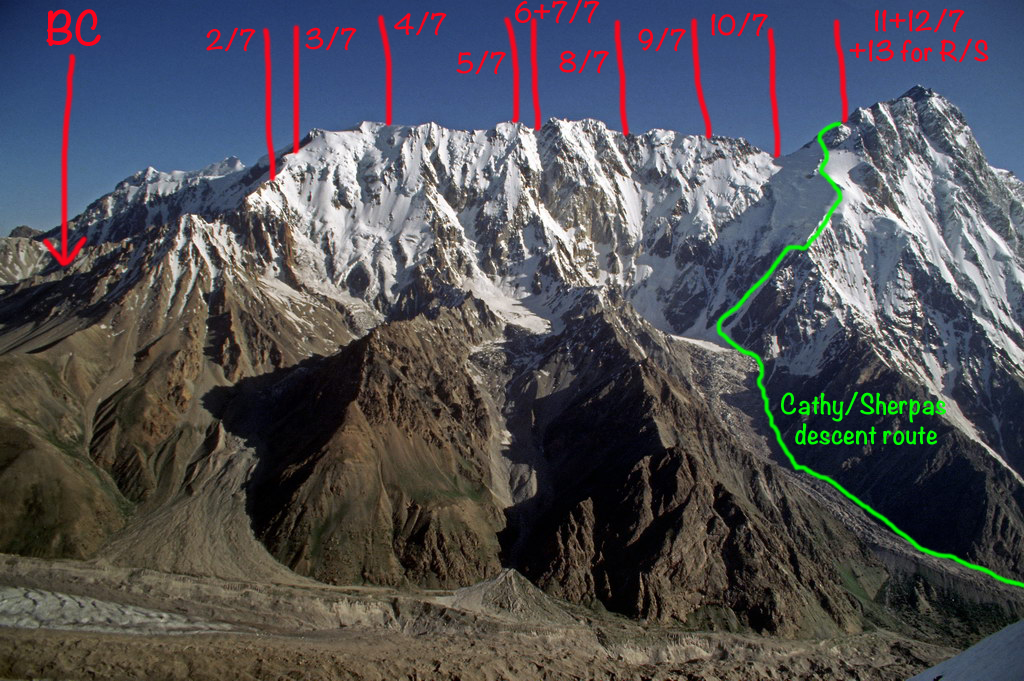 BC
2/7
3/7
4/7
5/7
6+7/7
8/7
9/7
10/7
11+12/7
+13 for R/S
Cathy/Sherpas
descent route